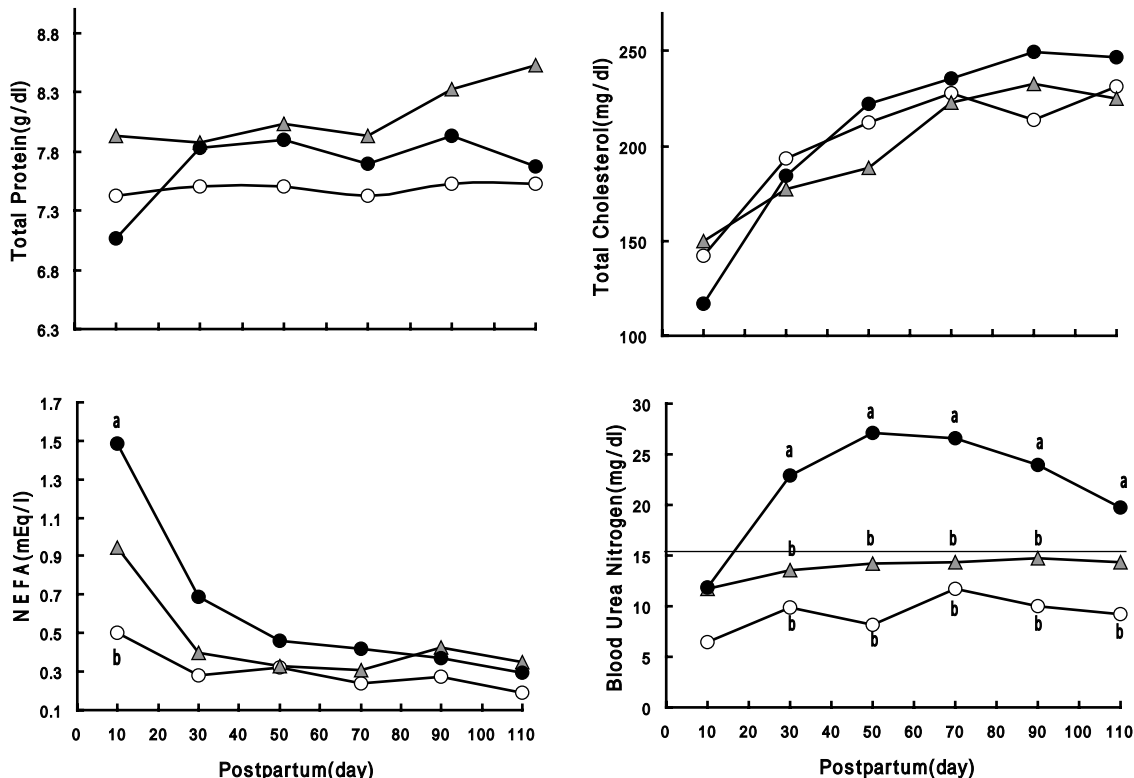 Total Protein(g/dl)
8.8
8.3
7.8
7.3
6.8
6.3
Total Cholesterol(mg/dl)
250
200
150
100
NEFA(mEq/l)
1.7
1.5
1.3
1.1
0.9
0.7
0.5
0.3
0.1
a
b
0 10 20 30 40 50 60 70 80 90 100 110
Postpartum(day)
Blood Urea Nitrogen(mg/dl)
30
25
20
15
10
5
0
a a a a a
b b b b
b b b b b
0 10 20 30 40 50 60 70 80 90 100 110
Postpartum(day)